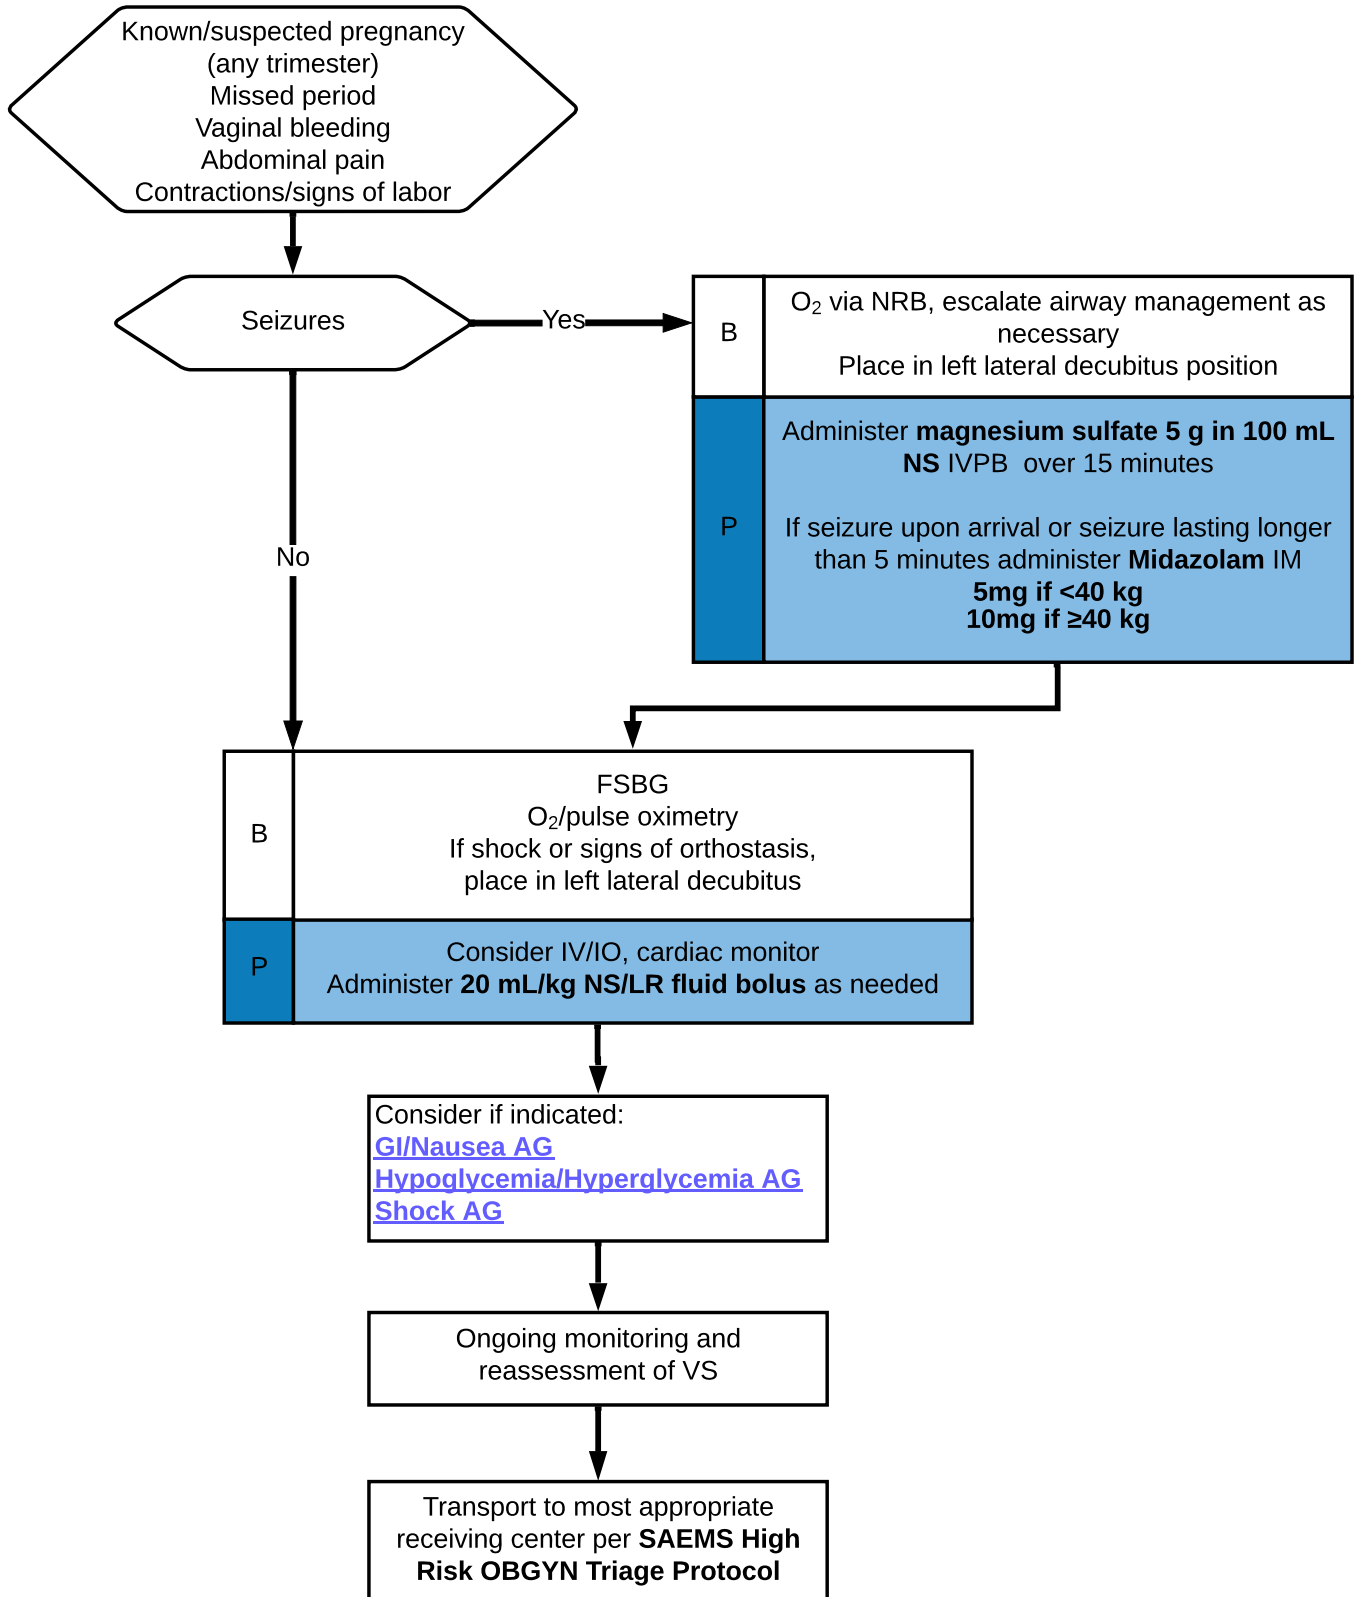 Known/suspected pregnancy
(any trimester)
Missed period
Vaginal bleeding
Abdominal pain
Contractions/signs of labor
Seizures
Yes
B
O₂ via NRB, escalate airway management as
necessary
Place in left lateral decubitus position
P
Administer magnesium sulfate 5 g in 100 mL
NS IVPB over 15 minutes
If seizure upon arrival or seizure lasting longer
than 5 minutes administer Midazolam IM
5mg if <40 kg
10mg if ≥40 kg
No
B
FSBG
O₂/pulse oximetry
If shock or signs of orthostasis,
place in left lateral decubitus
P
Consider IV/IO, cardiac monitor
Administer 20 mL/kg NS/LR fluid bolus as needed
Consider if indicated:
GI/Nausea AG
Hypoglycemia/Hyperglycemia AG
Shock AG
Ongoing monitoring and
reassessment of VS
Transport to most appropriate
receiving center per SAEMS High
Risk OBGYN Triage Protocol